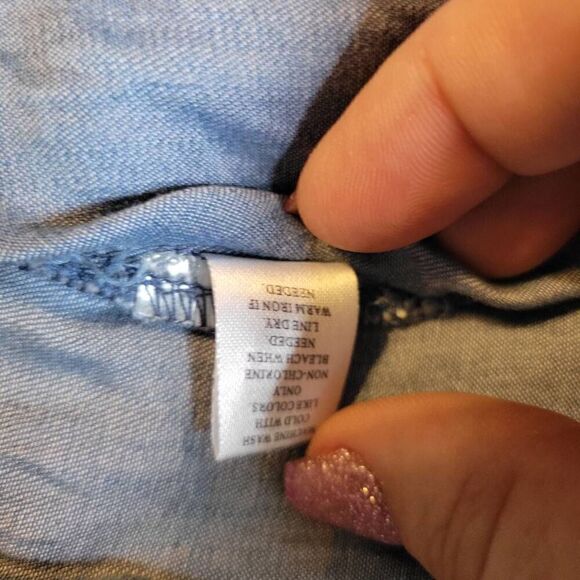 MACHINE WASH
COLD WITH
LIKE COLORS
ONLY
NON-CHLORINE
BLEACH WHEN
NEEDED.
LINE DRY.
WARM IRON IF
NEEDED.